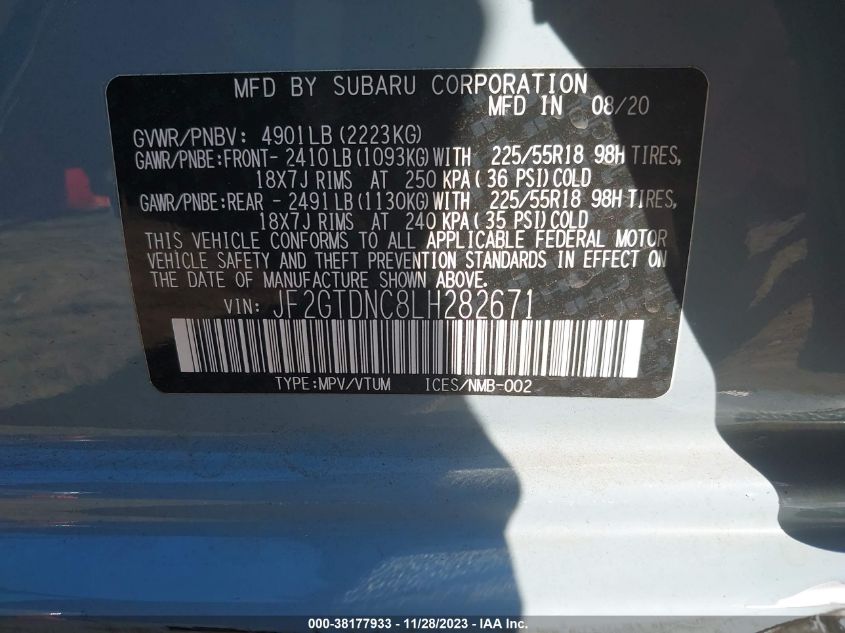 MFD BY SUBARU CORPORATION
MFD IN 08/20
GVWR/PNBV: 4901LB (2223KG)
GAWR/PNBE:FRONT- 2410 LB (1093KG) WITH 225/55R18 98H TIRES,
18X7J RIMS AT 250 KPA ( 36 PSI) COLD
GAWR/PNBE:REAR - 2491 LB (1130KG) WITH 225/55R18 98H TIRES,
18X7J RIMS AT 240 KPA ( 35 PSI) COLD
THIS VEHICLE CONFORMS TO ALL APPLICABLE FEDERAL MOTOR
VEHICLE SAFETY AND THEFT PREVENTION STANDARDS IN EFFECT ON
THE DATE OF MANUFACTURE SHOWN ABOVE.
VIN: JF2GTDNC8LH282671
TYPE:MPV/VTUM ICES/NMB-002
000-38177933 - 11/28/2023 - IAA Inc.